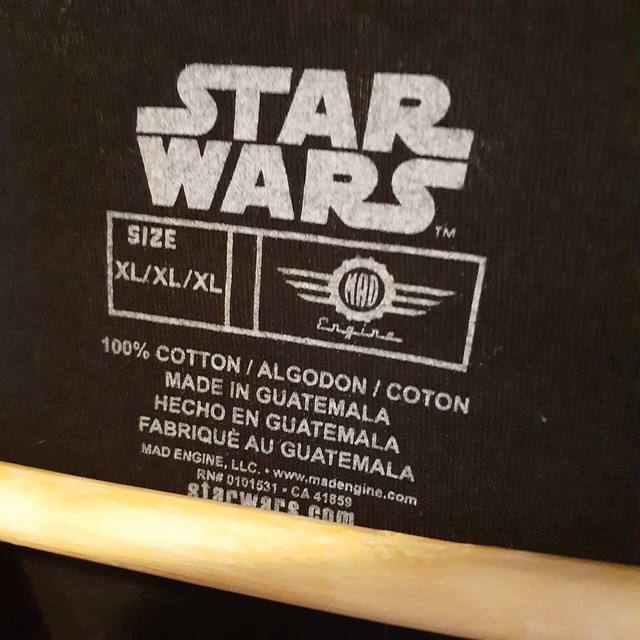 STAR
WARS
TM
SIZE
XL/XL/XL
MAD
Engine
100% COTTON / ALGODON / COTON
MADE IN GUATEMALA
HECHO EN GUATEMALA
FABRIQUÈ AU GUATEMALA
MAD ENGINE, LLC. • www.madengine.com
RN# 0101531 - CA 41859
starwars.com